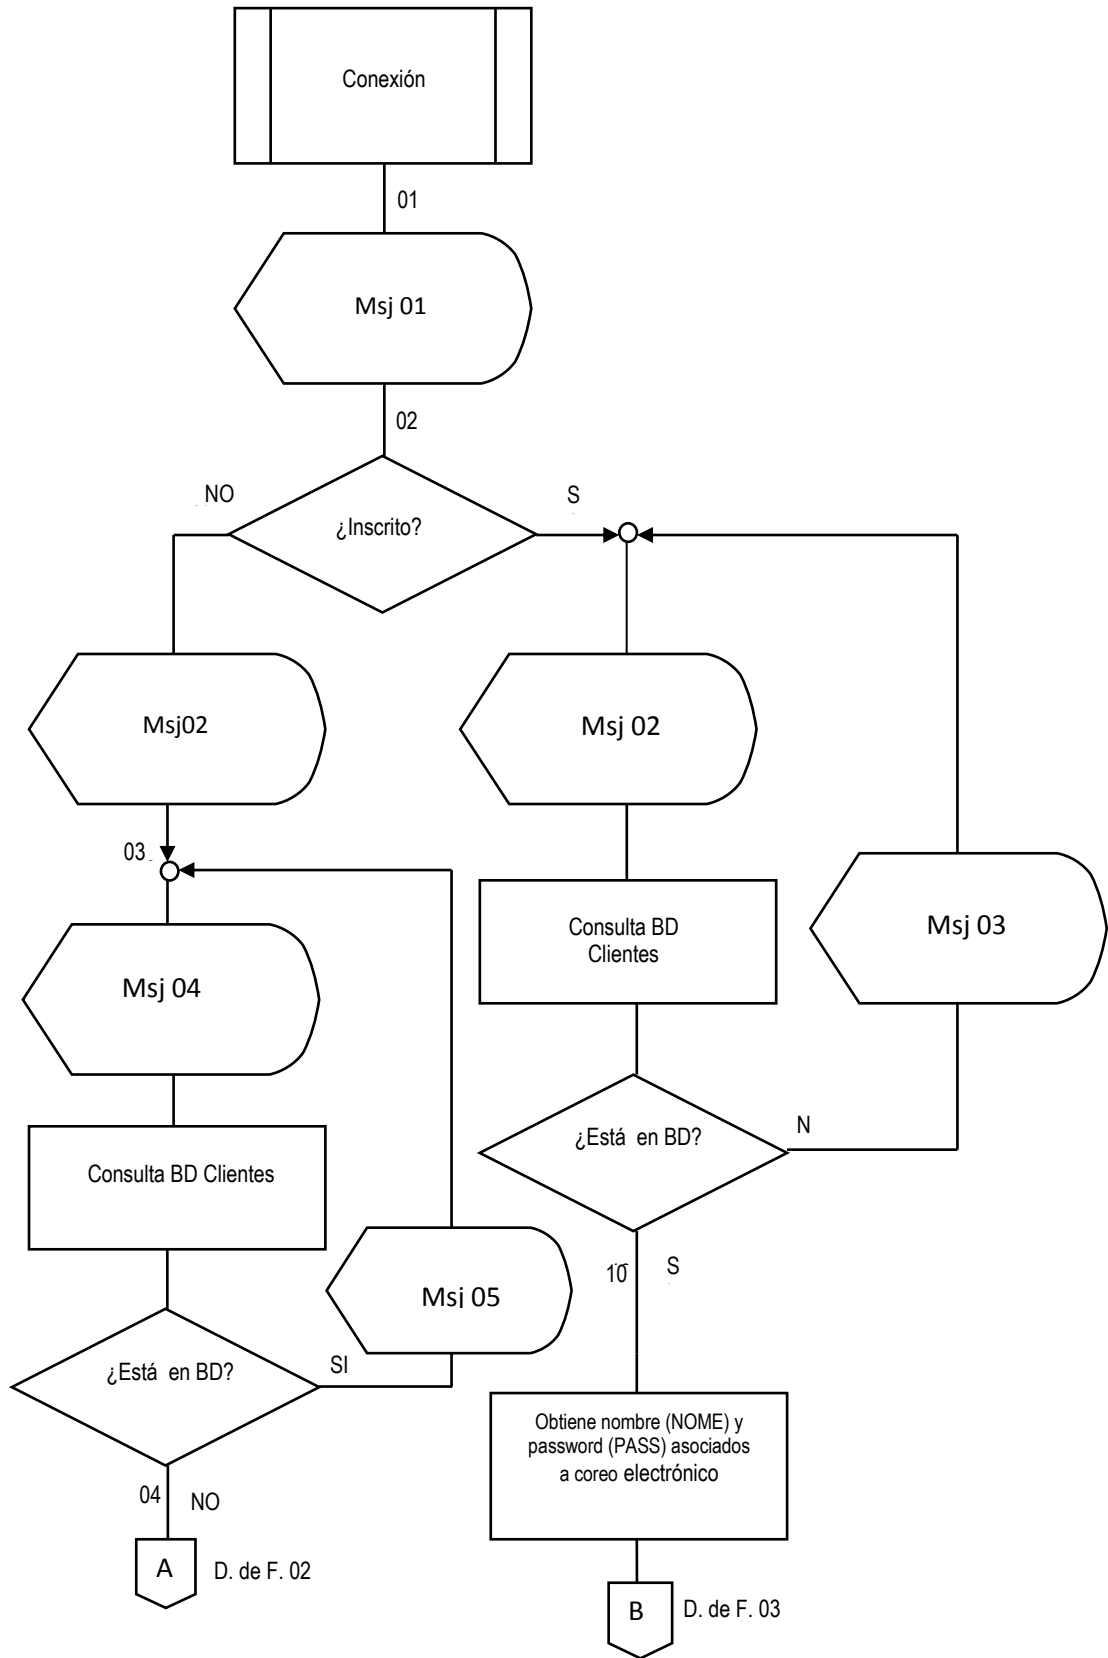 Conexión
01
Msj 01
02
NO
¿Inscrito?
S
Msj02
Msj 02
03
Consulta BD
Clientes
Msj 03
Msj 04
¿Está en BD?
N
Consulta BD Clientes
10
S
Msj 05
¿Está en BD?
SI
Obtiene nombre (NOME) y
password (PASS) asociados
a coreo electrónico
04
NO
A
D. de F. 02
B
D. de F. 03